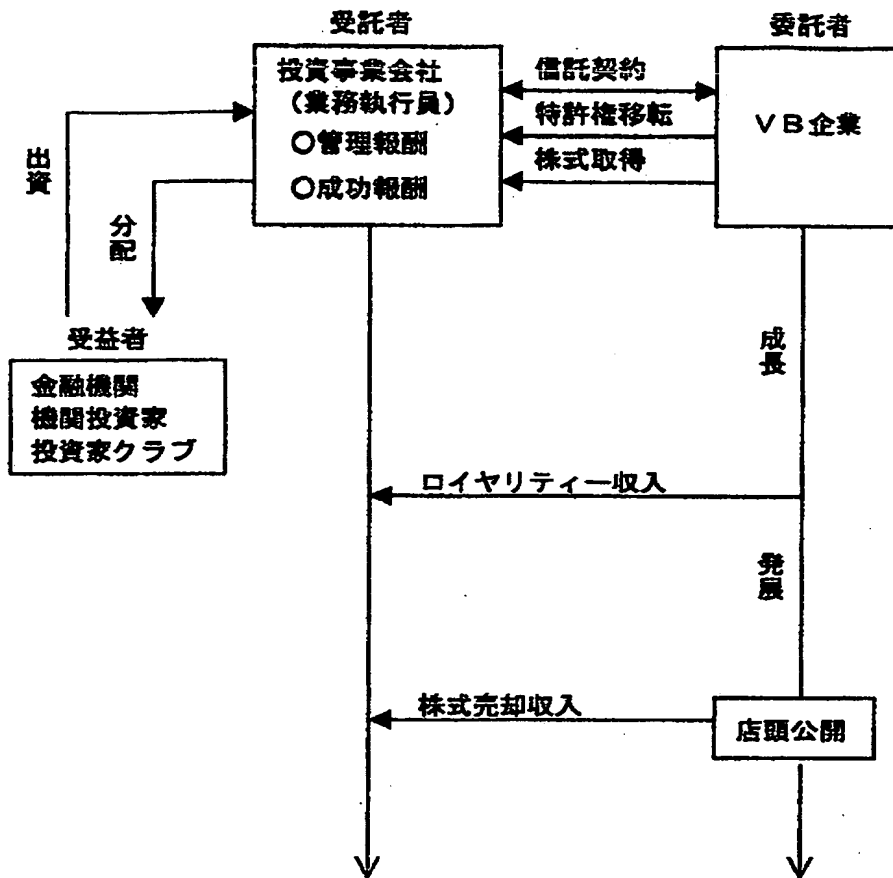 受託者
投資事業会社
（業務執行員）
○管理報酬
○成功報酬
委託者
ＶＢ企業
信託契約
特許権移転
株式取得
出資
分配
受益者
金融機関
機関投資家
投資家クラブ
成長
ロイヤリティー収入
発展
株式売却収入
店頭公開